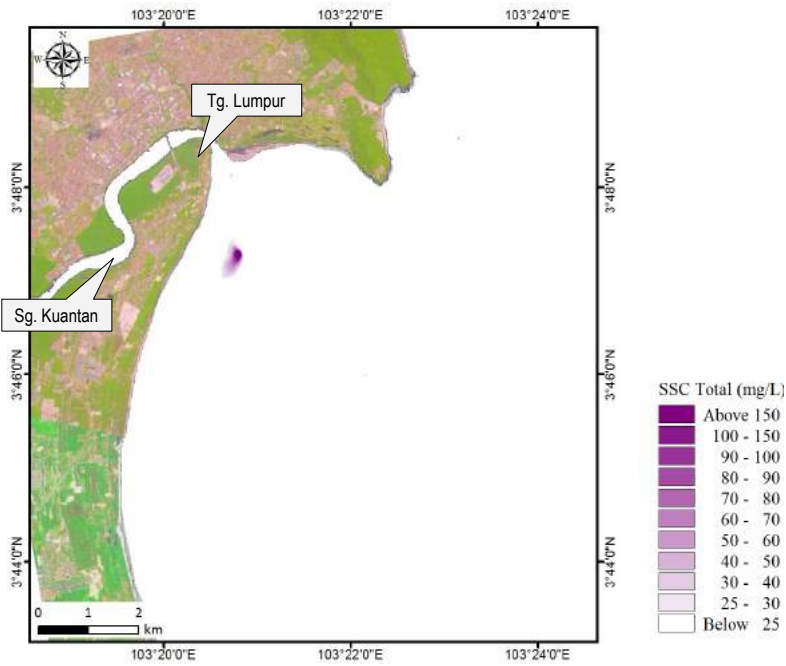 103°20'0"E 103°22'0"E 103°24'0"E
N
W E
S
Tg. Lumpur
3°48'0"N 3°48'0"N
Sg. Kuantan
3°46'0"N 3°46'0"N
3°44'0"N 3°44'0"N
0 1 2
km
103°20'0"E 103°22'0"E 103°24'0"E
SSC Total (mg/L)
Above 150
100 - 150
90 - 100
80 - 90
70 - 80
60 - 70
50 - 60
40 - 50
30 - 40
25 - 30
Below 25